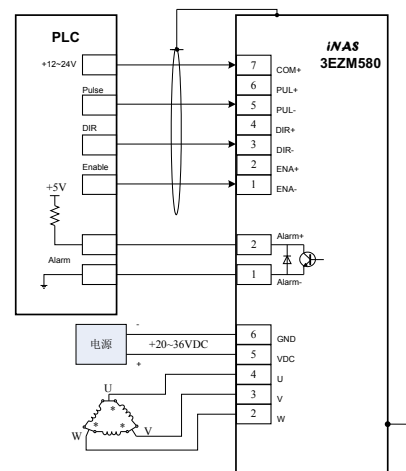 PLC
iNAS
3EZM580
+12~24V
7 COM+
6 PUL+
Pulse
5 PUL-
4 DIR+
DIR
3 DIR-
2 ENA+
Enable
1 ENA-
+5V
2 Alarm+
Alarm
1 Alarm-
电源
-
+20~36VDC
+
6 GND
5 VDC
4 U
3 V
2 W
U
* * *
W V